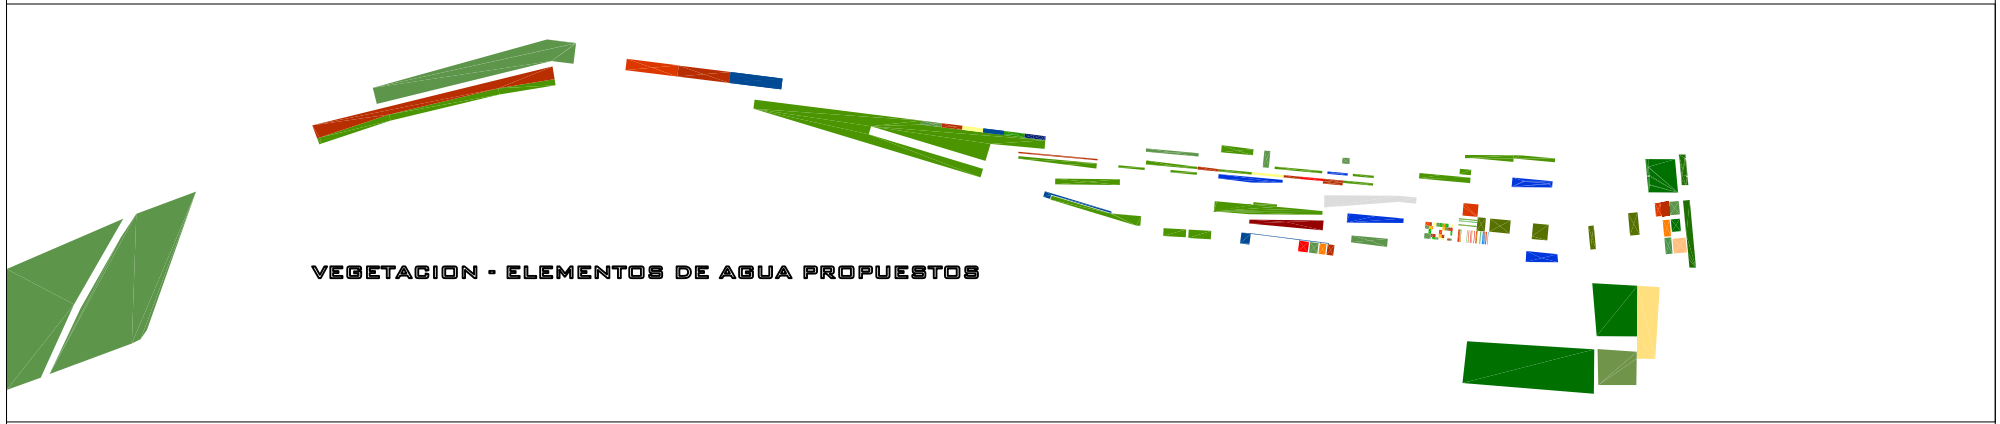 VEGETACION - ELEMENTOS DE AGUA PROPUESTOS